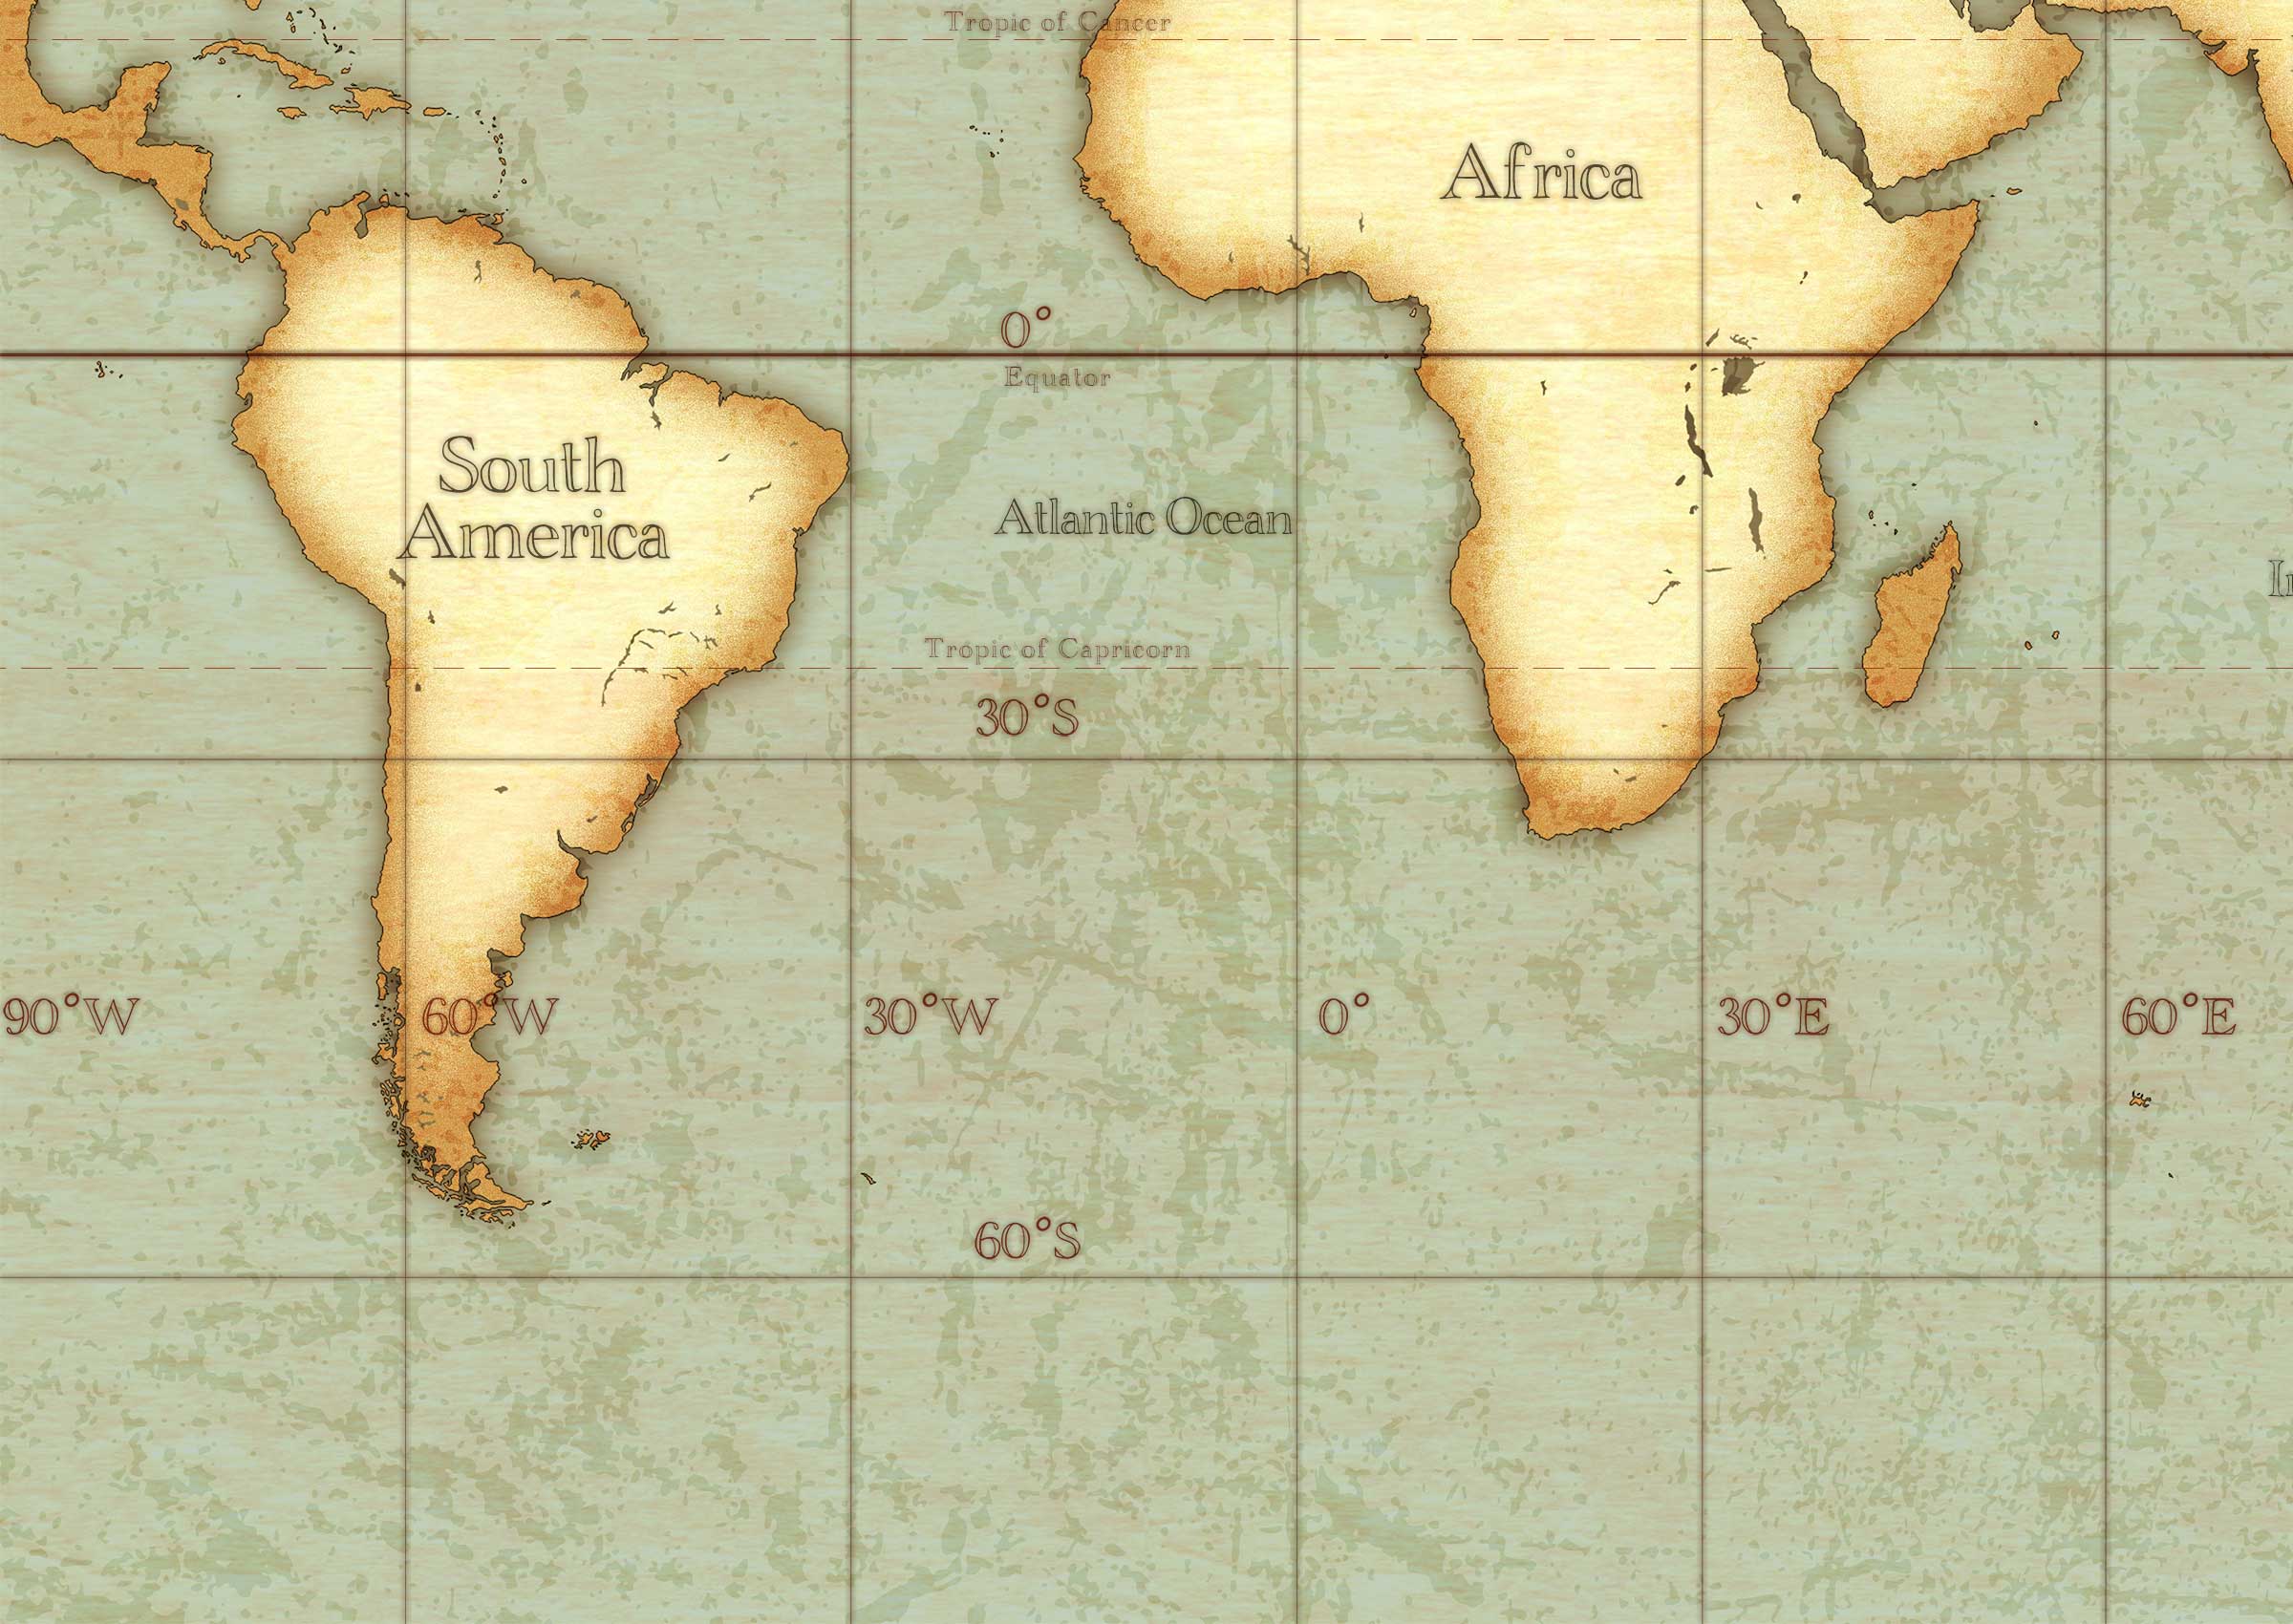 Tropic of Cancer
Africa
0°
Equator
South
America
Atlantic Ocean
Tropic of Capricorn
30°S
90°W
60°W
30°W
0°
30°E
60°E
60°S